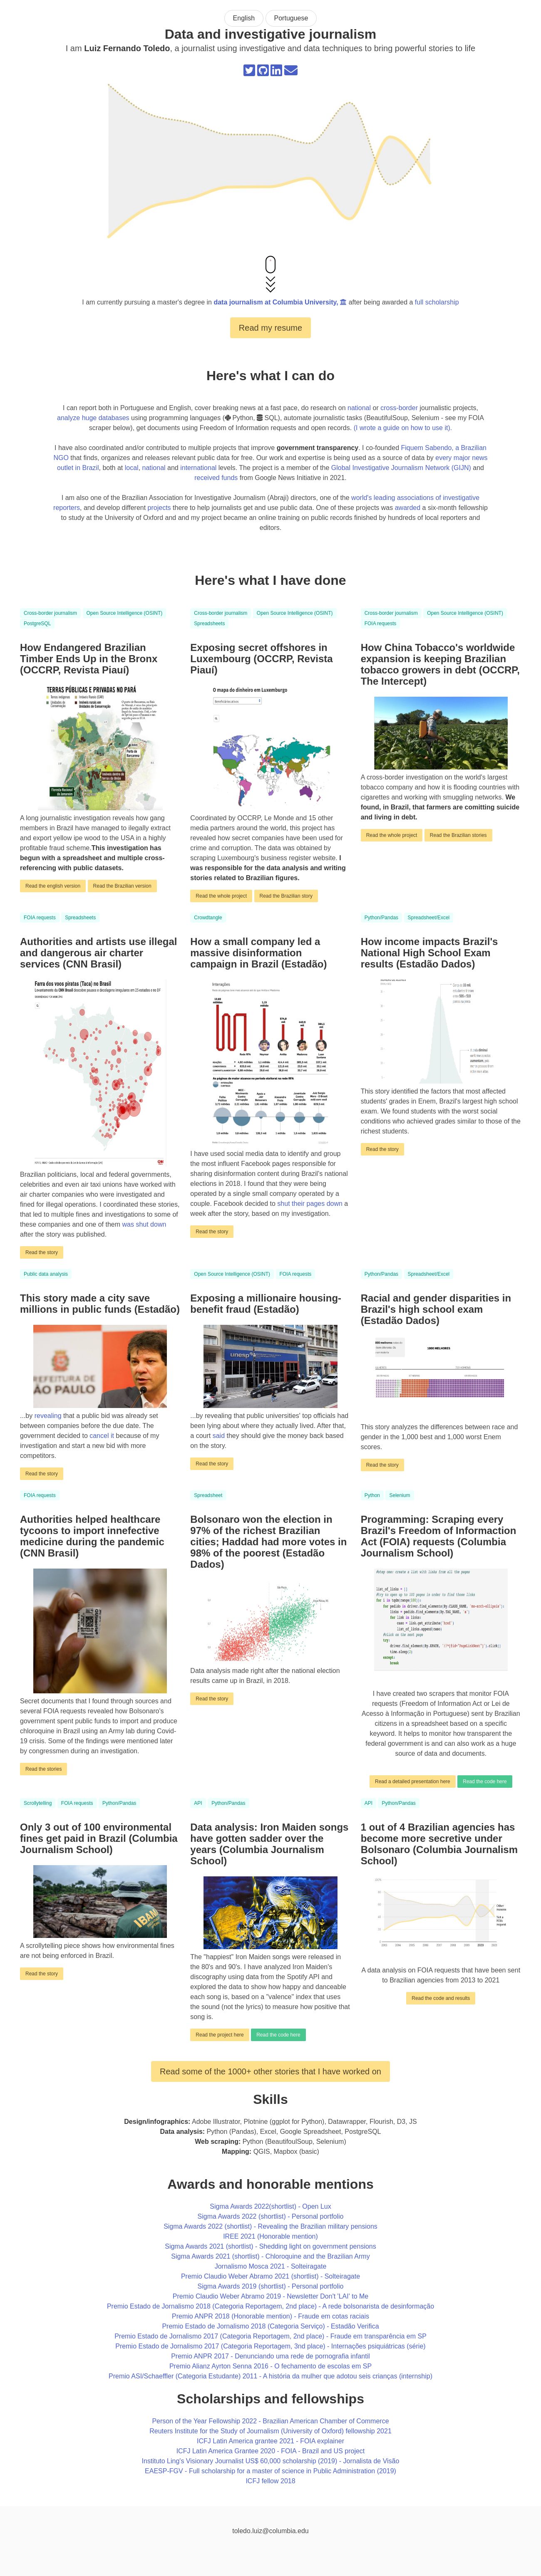 English
Portuguese
Data and investigative journalism
I am Luiz Fernando Toledo, a journalist using investigative and data techniques to bring powerful stories to life
I am currently pursuing a master's degree in data journalism at Columbia University, after being awarded a full scholarship
Read my resume
Here's what I can do
I can report both in Portuguese and English, cover breaking news at a fast pace, do research on national or cross-border journalistic projects,
analyze huge databases using programming languages (Python, SQL), automate journalistic tasks (BeautifulSoup, Selenium - see my FOIA
scraper below), get documents using Freedom of Information requests and open records. (I wrote a guide on how to use it).
I have also coordinated and/or contributed to multiple projects that improve government transparency. I co-founded Fiquem Sabendo, a Brazilian
NGO that finds, organizes and releases relevant public data for free. Our work and expertise is being used as a source of data by every major news
outlet in Brazil, both at local, national and international levels. The project is a member of the Global Investigative Journalism Network (GIJN) and
received funds from Google News Initiative in 2021.
I am also one of the Brazilian Association for Investigative Journalism (Abraji) directors, one of the world's leading associations of investigative
reporters, and develop different projects there to help journalists get and use public data. One of these projects was awarded a six-month fellowship
to study at the University of Oxford and and my project became an online training on public records finished by hundreds of local reporters and
editors.
Here's what I have done
Cross-border journalism
Open Source Intelligence (OSINT)
PostgreSQL
How Endangered Brazilian
Timber Ends Up in the Bronx
(OCCRP, Revista Piauí)
TERRAS PÚBLICAS E PRIVADAS NO PARÁ
A long journalistic investigation reveals how gang
members in Brazil have managed to illegally extract
and export yellow ipe wood to the USA in a highly
profitable fraud scheme.This investigation has
begun with a spreadsheet and multiple cross-
referencing with public datasets.
Read the english version
Read the Brazilian version
Cross-border journalism
Open Source Intelligence (OSINT)
Spreadsheets
Exposing secret offshores in
Luxembourg (OCCRP, Revista
Piauí)
O mapa do dinheiro em Luxemburgo
Coordinated by OCCRP, Le Monde and 15 other
media partners around the world, this project has
revealed how secret companies have been used for
crime and corruption. The data was obtained by
scraping Luxembourg's business register website. I
was responsible for the data analysis and writing
stories related to Brazilian figures.
Read the whole project
Read the Brazilian story
Cross-border journalism
Open Source Intelligence (OSINT)
FOIA requests
How China Tobacco's worldwide
expansion is keeping Brazilian
tobacco growers in debt (OCCRP,
The Intercept)
A cross-border investigation on the world's largest
tobacco company and how it is flooding countries with
cigarettes and working with smuggling networks. We
found, in Brazil, that farmers are comitting suicide
and living in debt.
Read the whole project
Read the Brazilian stories
FOIA requests
Spreadsheets
Authorities and artists use illegal
and dangerous air charter
services (CNN Brasil)
Farra dos voos piratas (Taca) no Brasil
Brazilian politicians, local and federal governments,
celebrities and even air taxi unions have worked with
air charter companies who were investigated and
fined for illegal operations. I coordinated these stories,
that led to multiple fines and investigations to some of
these companies and one of them was shut down
after the story was published.
Read the story
Crowdtangle
How a small company led a
massive disinformation
campaign in Brazil (Estadão)
Interações
I have used social media data to identify and group
the most influent Facebook pages responsible for
sharing disinformation content during Brazil's national
elections in 2018. I found that they were being
operated by a single small company operated by a
couple. Facebook decided to shut their pages down a
week after the story, based on my investigation.
Read the story
Python/Pandas
Spreadsheet/Excel
How income impacts Brazil's
National High School Exam
results (Estadão Dados)
This story identified the factors that most affected
students' grades in Enem, Brazil's largest high school
exam. We found students with the worst social
conditions who achieved grades similar to those of the
richest students.
Read the story
Public data analysis
This story made a city save
millions in public funds (Estadão)
PREFEITURA DE
SÃO PAULO
...by revealing that a public bid was already set
between companies before the due date. The
government decided to cancel it because of my
investigation and start a new bid with more
competitors.
Read the story
Open Source Intelligence (OSINT)
FOIA requests
Exposing a millionaire housing-
benefit fraud (Estadão)
unesp
...by revealing that public universities' top officials had
been lying about where they actually lived. After that,
a court said they should give the money back based
on the story.
Read the story
Python/Pandas
Spreadsheet/Excel
Racial and gender disparities in
Brazil's high school exam
(Estadão Dados)
1000 MELHORES
This story analyzes the differences between race and
gender in the 1,000 best and 1,000 worst Enem
scores.
Read the story
FOIA requests
Authorities helped healthcare
tycoons to import innefective
medicine during the pandemic
(CNN Brasil)
Secret documents that I found through sources and
several FOIA requests revealed how Bolsonaro's
government spent public funds to import and produce
chloroquine in Brazil using an Army lab during Covid-
19 crisis. Some of the findings were mentioned later
by congressmen during an investigation.
Read the stories
Spreadsheet
Bolsonaro won the election in
97% of the richest Brazilian
cities; Haddad had more votes in
98% of the poorest (Estadão
Dados)
Data analysis made right after the national election
results came up in Brazil, in 2018.
Read the story
Python
Selenium
Programming: Scraping every
Brazil's Freedom of Information
Act (FOIA) requests (Columbia
Journalism School)
I have created two scrapers that monitor FOIA
requests (Freedom of Information Act or Lei de
Acesso à Informação in Portuguese) sent by Brazilian
citizens in a spreadsheet based on a specific
keyword. It helps to monitor how transparent the
federal government is and can also work as a huge
source of data and documents.
Read a detailed presentation here
Read the code here
Scrollytelling
FOIA requests
Python/Pandas
Only 3 out of 100 environmental
fines get paid in Brazil (Columbia
Journalism School)
IBAMA
A scrollytelling piece shows how environmental fines
are not being enforced in Brazil.
Read the story
API
Python/Pandas
Data analysis: Iron Maiden songs
have gotten sadder over the
years (Columbia Journalism
School)
The "happiest" Iron Maiden songs were released in
the 80's and 90's. I have analyzed Iron Maiden's
discography using data from the Spotify API and
explored the data to show how happy and danceable
each song is, based on a "valence" index that uses
the sound (not the lyrics) to measure how positive that
song is.
Read the project here
Read the code here
API
Python/Pandas
1 out of 4 Brazilian agencies has
become more secretive under
Bolsonaro (Columbia Journalism
School)
A data analysis on FOIA requests that have been sent
to Brazilian agencies from 2013 to 2021
Read the code and results
Read some of the 1000+ other stories that I have worked on
Skills
Design/infographics: Adobe Illustrator, Plotnine (ggplot for Python), Datawrapper, Flourish, D3, JS
Data analysis: Python (Pandas), Excel, Google Spreadsheet, PostgreSQL
Web scraping: Python (BeautifoulSoup, Selenium)
Mapping: QGIS, Mapbox (basic)
Awards and honorable mentions
Sigma Awards 2022(shortlist) - Open Lux
Sigma Awards 2022 (shortlist) - Personal portfolio
Sigma Awards 2022 (shortlist) - Revealing the Brazilian military pensions
IREE 2021 (Honorable mention)
Sigma Awards 2021 (shortlist) - Shedding light on government pensions
Sigma Awards 2021 (shortlist) - Chloroquine and the Brazilian Army
Jornalismo Mosca 2021 - Solteiragate
Premio Claudio Weber Abramo 2021 (shortlist) - Solteiragate
Sigma Awards 2019 (shortlist) - Personal portfolio
Premio Claudio Weber Abramo 2019 - Newsletter Don't 'LAI' to Me
Premio Estado de Jornalismo 2018 (Categoria Reportagem, 2nd place) - A rede bolsonarista de desinformação
Premio ANPR 2018 (Honorable mention) - Fraude em cotas raciais
Premio Estado de Jornalismo 2018 (Categoria Serviço) - Estadão Verifica
Premio Estado de Jornalismo 2017 (Categoria Reportagem, 2nd place) - Fraude em transparência em SP
Premio Estado de Jornalismo 2017 (Categoria Reportagem, 3nd place) - Internações psiquiátricas (série)
Premio ANPR 2017 - Denunciando uma rede de pornografia infantil
Premio Alianz Ayrton Senna 2016 - O fechamento de escolas em SP
Premio ASI/Schaeffler (Categoria Estudante) 2011 - A história da mulher que adotou seis crianças (internship)
Scholarships and fellowships
Person of the Year Fellowship 2022 - Brazilian American Chamber of Commerce
Reuters Institute for the Study of Journalism (University of Oxford) fellowship 2021
ICFJ Latin America grantee 2021 - FOIA explainer
ICFJ Latin America Grantee 2020 - FOIA - Brazil and US project
Instituto Ling's Visionary Journalist US$ 60,000 scholarship (2019) - Jornalista de Visão
EAESP-FGV - Full scholarship for a master of science in Public Administration (2019)
ICFJ fellow 2018
toledo.luiz@columbia.edu